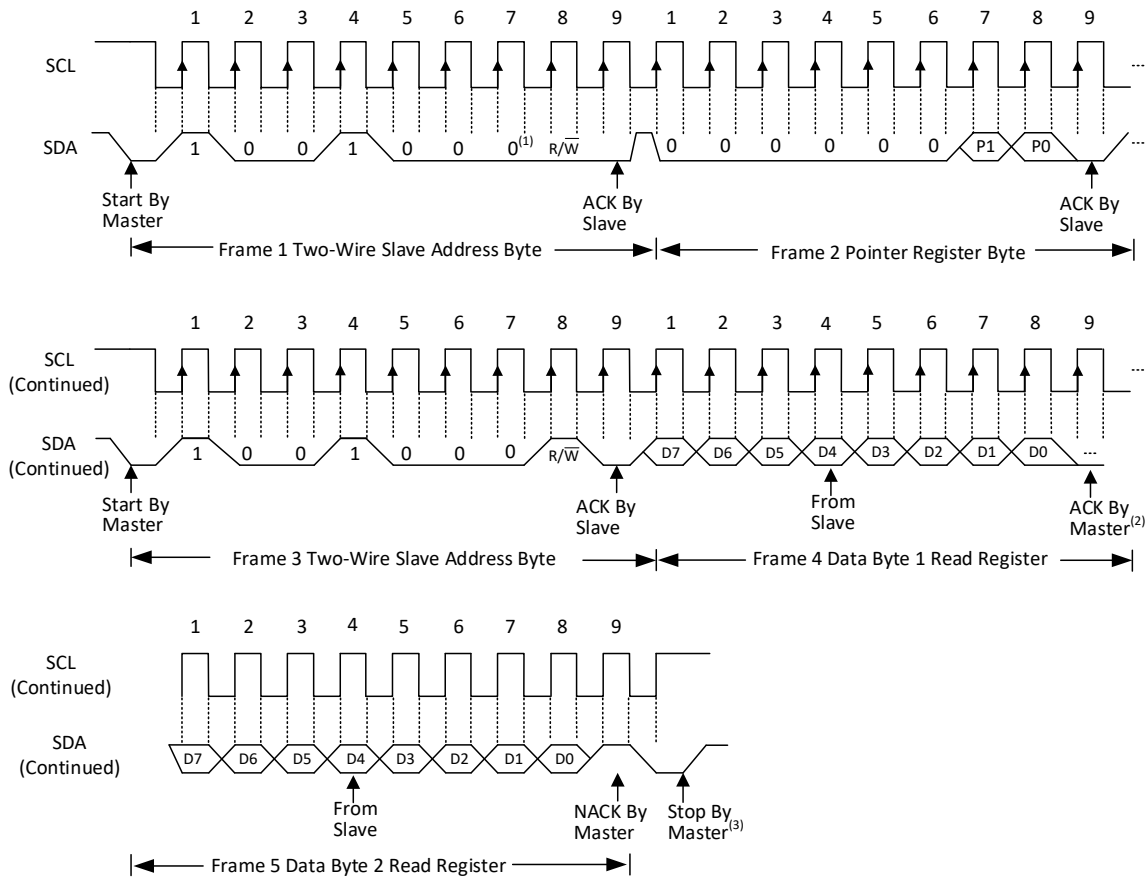 1 2 3 4 5 6 7 8 9 1 2 3 4 5 6 7 8 9
SCL ---
SDA 1 0 0 1 0 0 0(1) R/W̅ 0 0 0 0 0 0 P1 P0 ---
Start By Master
ACK By Slave
ACK By Slave
Frame 1 Two-Wire Slave Address Byte
Frame 2 Pointer Register Byte
1 2 3 4 5 6 7 8 9 1 2 3 4 5 6 7 8 9
SCL (Continued) ---
SDA (Continued) 1 0 0 1 0 0 0 R/W̅ D7 D6 D5 D4 D3 D2 D1 D0 ---
Start By Master
ACK By Slave
From Slave
ACK By Master(2)
Frame 3 Two-Wire Slave Address Byte
Frame 4 Data Byte 1 Read Register
1 2 3 4 5 6 7 8 9
SCL (Continued)
SDA (Continued) D7 D6 D5 D4 D3 D2 D1 D0
From Slave
NACK By Master
Stop By Master(3)
Frame 5 Data Byte 2 Read Register